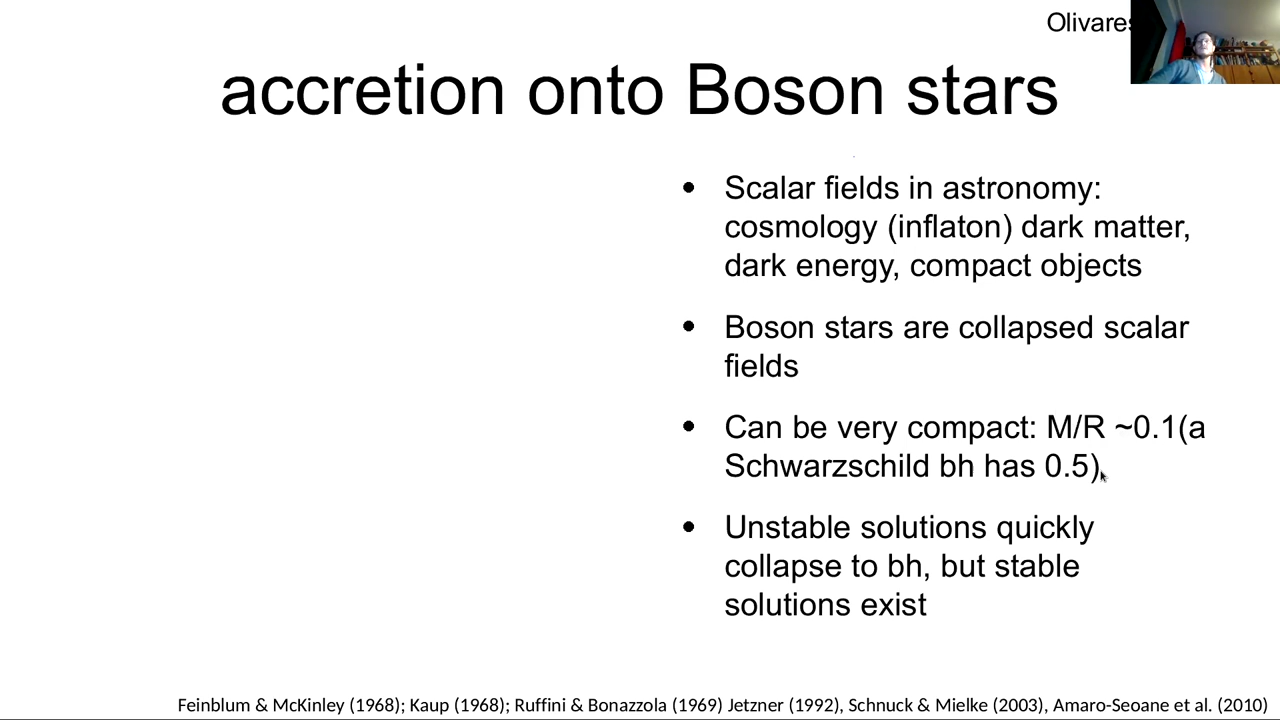 Olivares
accretion onto Boson stars
• Scalar fields in astronomy:
cosmology (inflaton) dark matter,
dark energy, compact objects
• Boson stars are collapsed scalar
fields
• Can be very compact: M/R ~0.1(a
Schwarzschild bh has 0.5)
• Unstable solutions quickly
collapse to bh, but stable
solutions exist
Feinblum & McKinley (1968); Kaup (1968); Ruffini & Bonazzola (1969) Jetzner (1992), Schnuck & Mielke (2003), Amaro-Seoane et al. (2010)